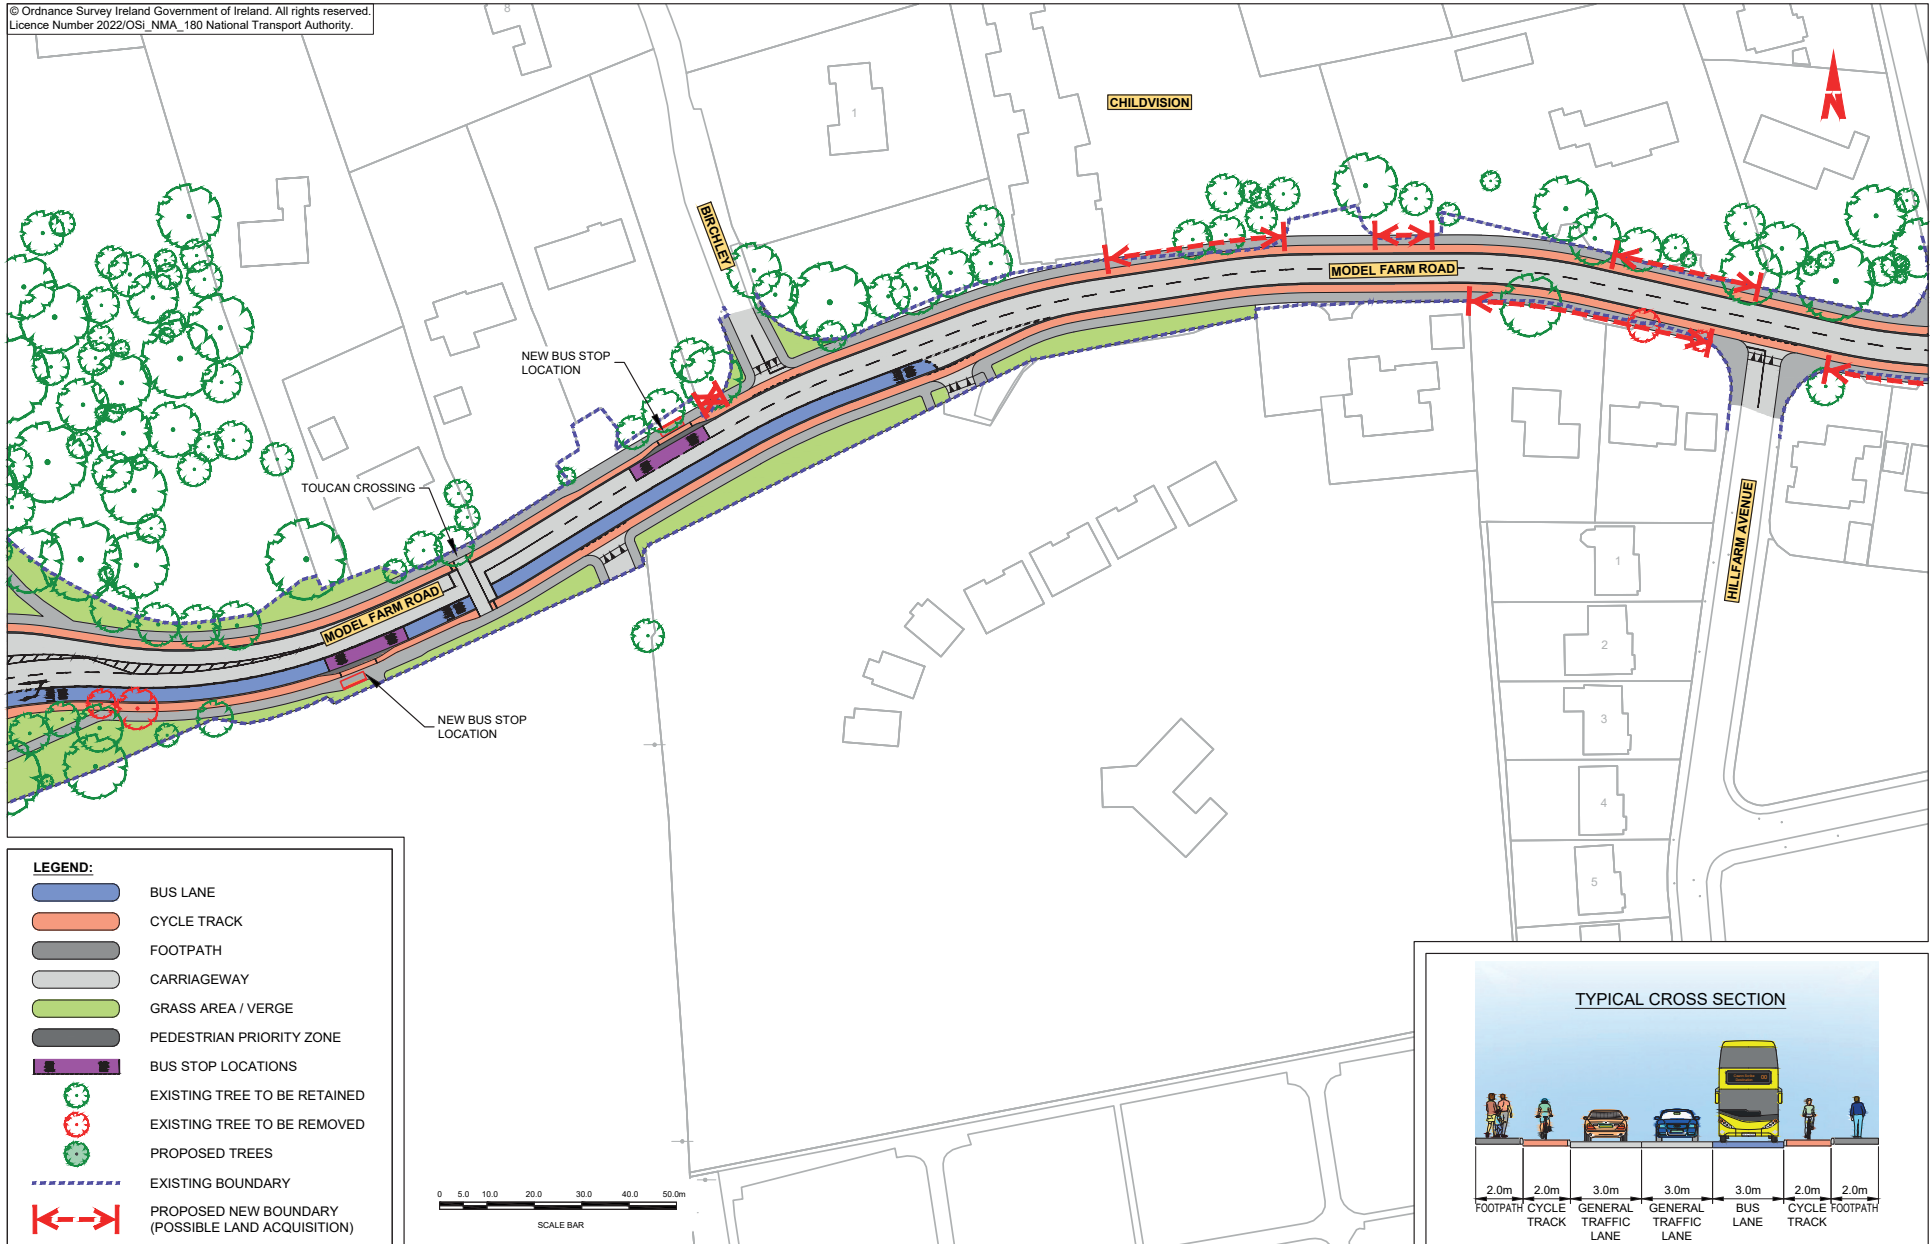 © Ordnance Survey Ireland Government of Ireland. All rights reserved.
Licence Number 2022/OSi_NMA_180 National Transport Authority.
8
1
CHILDVISION
N
BIRCHLEY
MODEL FARM ROAD
NEW BUS STOP
LOCATION
TOUCAN CROSSING
MODEL FARM ROAD
NEW BUS STOP
LOCATION
HILLFARM AVENUE
1
2
3
4
5
LEGEND:
BUS LANE
CYCLE TRACK
FOOTPATH
CARRIAGEWAY
GRASS AREA / VERGE
PEDESTRIAN PRIORITY ZONE
BUS STOP LOCATIONS
EXISTING TREE TO BE RETAINED
EXISTING TREE TO BE REMOVED
PROPOSED TREES
EXISTING BOUNDARY
PROPOSED NEW BOUNDARY
(POSSIBLE LAND ACQUISITION)
0 5.0 10.0 20.0 30.0 40.0 50.0m
SCALE BAR
TYPICAL CROSS SECTION
2.0m 2.0m 3.0m 3.0m 3.0m 2.0m 2.0m
FOOTPATH CYCLE TRACK GENERAL TRAFFIC LANE GENERAL TRAFFIC LANE BUS LANE CYCLE TRACK FOOTPATH